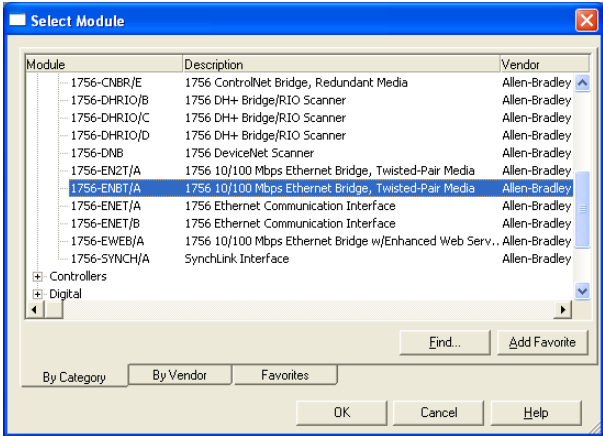 Select Module
Module Description Vendor
1756-CNBR/E 1756 ControlNet Bridge, Redundant Media Allen-Bradley
1756-DHRIO/B 1756 DH+ Bridge/RIO Scanner Allen-Bradley
1756-DHRIO/C 1756 DH+ Bridge/RIO Scanner Allen-Bradley
1756-DHRIO/D 1756 DH+ Bridge/RIO Scanner Allen-Bradley
1756-DNB 1756 DeviceNet Scanner Allen-Bradley
1756-EN2T/A 1756 10/100 Mbps Ethernet Bridge, Twisted-Pair Media Allen-Bradley
1756-ENBT/A 1756 10/100 Mbps Ethernet Bridge, Twisted-Pair Media Allen-Bradley
1756-ENET/A 1756 Ethernet Communication Interface Allen-Bradley
1756-ENET/B 1756 Ethernet Communication Interface Allen-Bradley
1756-EWEB/A 1756 10/100 Mbps Ethernet Bridge w/Enhanced Web Serv.. Allen-Bradley
1756-SYNCH/A SynchLink Interface Allen-Bradley
Controllers
Digital
Find... Add Favorite
By Category By Vendor Favorites
OK Cancel Help